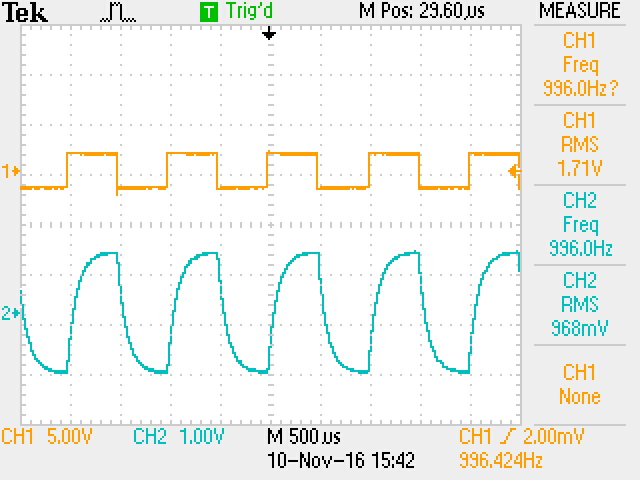 Tek T Trig'd M Pos: 29.60µs MEASURE
CH1
Freq
996.0Hz?
CH1
RMS
1.71V
CH2
Freq
996.0Hz
CH2
RMS
968mV
CH1
None
1
2
CH1 5.00V CH2 1.00V M 500µs CH1 2.00mV
10-Nov-16 15:42 996.424Hz